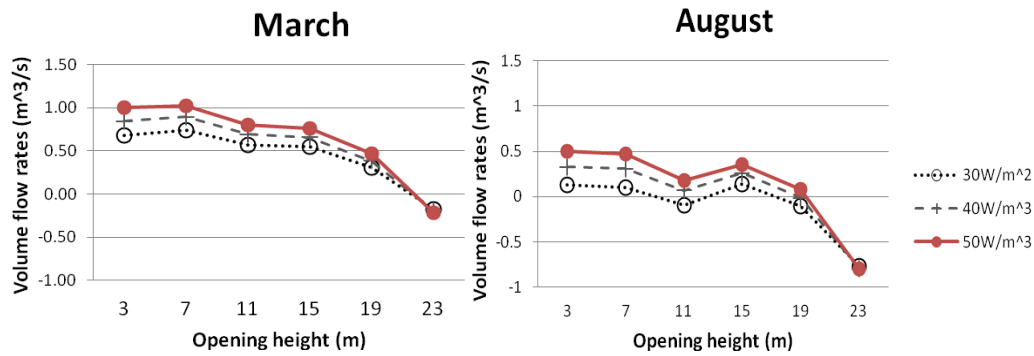 March
Volume flow rates (m^3/s)
1.50
1.00
0.50
0.00
-0.50
-1.00
3 7 11 15 19 23
Opening height (m)
August
Volume flow rates (m^3/s)
1.5
1
0.5
0
-0.5
-1
3 7 11 15 19 23
Opening height (m)
30W/m^2
40W/m^3
50W/m^3